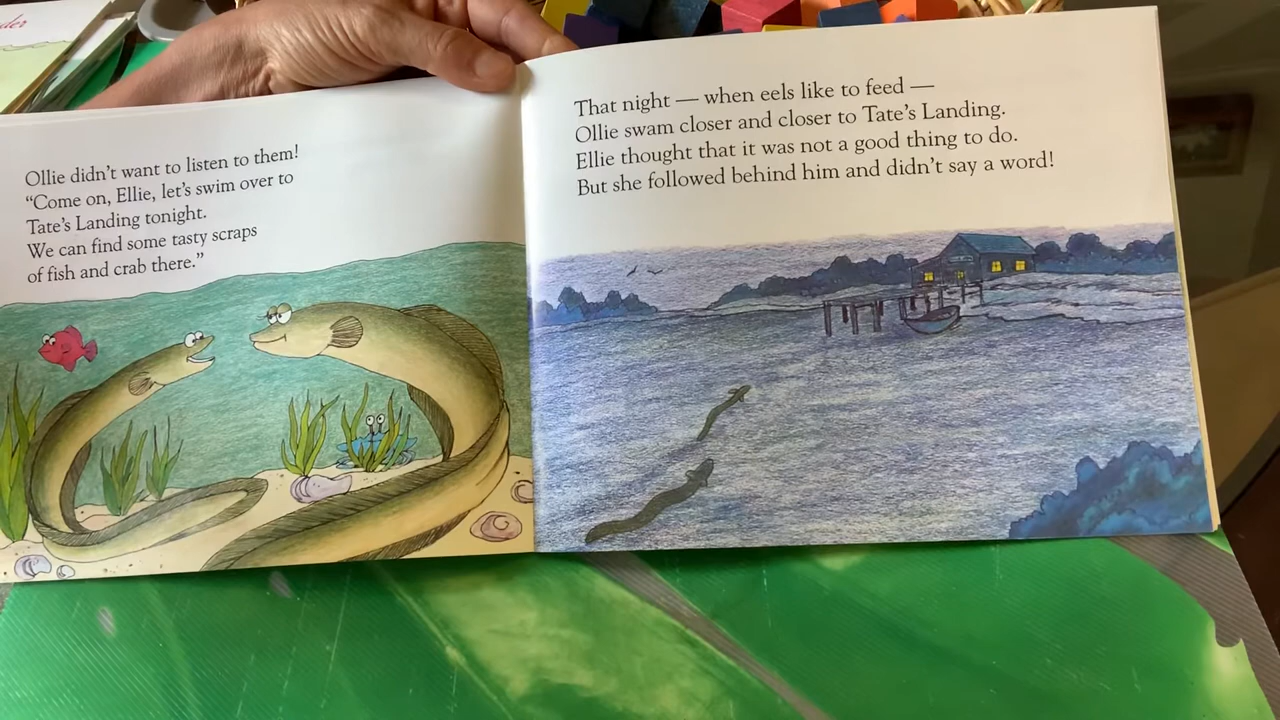 Ollie didn't want to listen to them!
“Come on, Ellie, let's swim over to
Tate's Landing tonight.
We can find some tasty scraps
of fish and crab there.”
That night — when eels like to feed —
Ollie swam closer and closer to Tate's Landing.
Ellie thought that it was not a good thing to do.
But she followed behind him and didn't say a word!